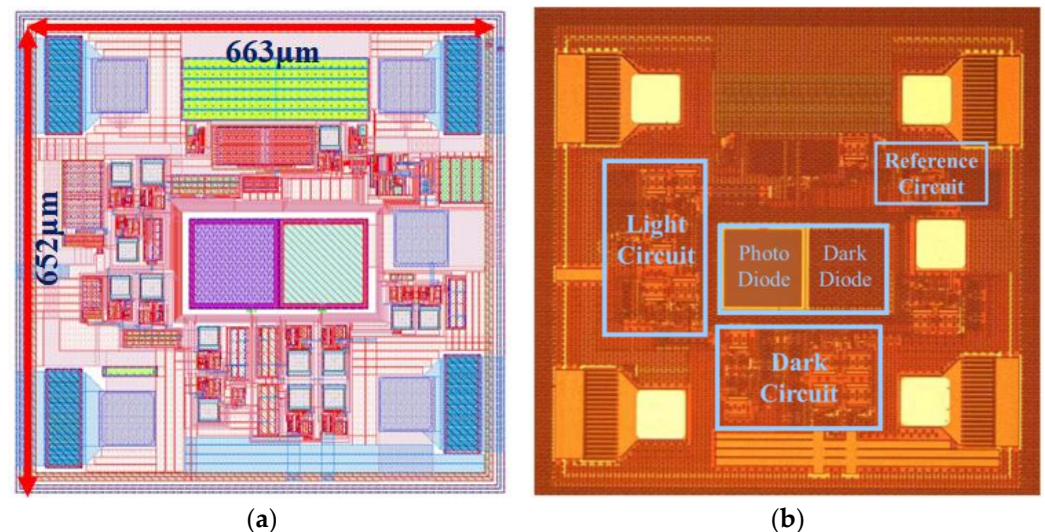 663μm
652μm
Reference
Circuit
Light
Circuit
Photo
Diode
Dark
Diode
Dark
Circuit
(a)
(b)